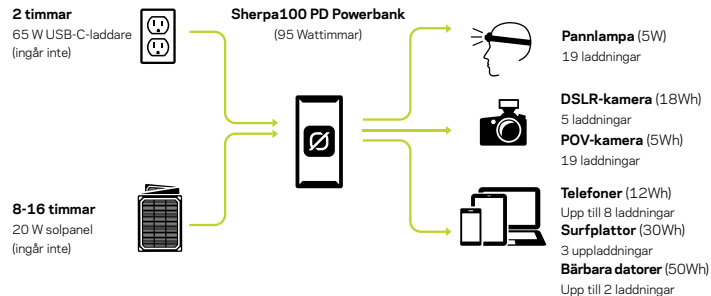 2 timmar
65 W USB-C-laddare
(ingår inte)
Sherpa100 PD Powerbank
(95 Wattimmar)
Pannlampa (5W)
19 laddningar
DSLR-kamera (18Wh)
5 laddningar
POV-kamera (5Wh)
19 laddningar
8-16 timmar
20 W solpanel
(ingår inte)
Telefoner (12Wh)
Upp till 8 laddningar
Surfplattor (30Wh)
3 uppladdningar
Bärbara datorer (50Wh)
Upp till 2 laddningar